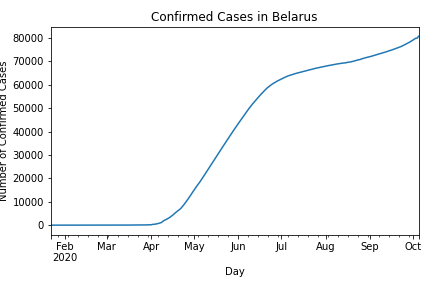 Confirmed Cases in Belarus
Number of Confirmed Cases
80000
70000
60000
50000
40000
30000
20000
10000
0
Feb Mar Apr May Jun Jul Aug Sep Oct
2020
Day